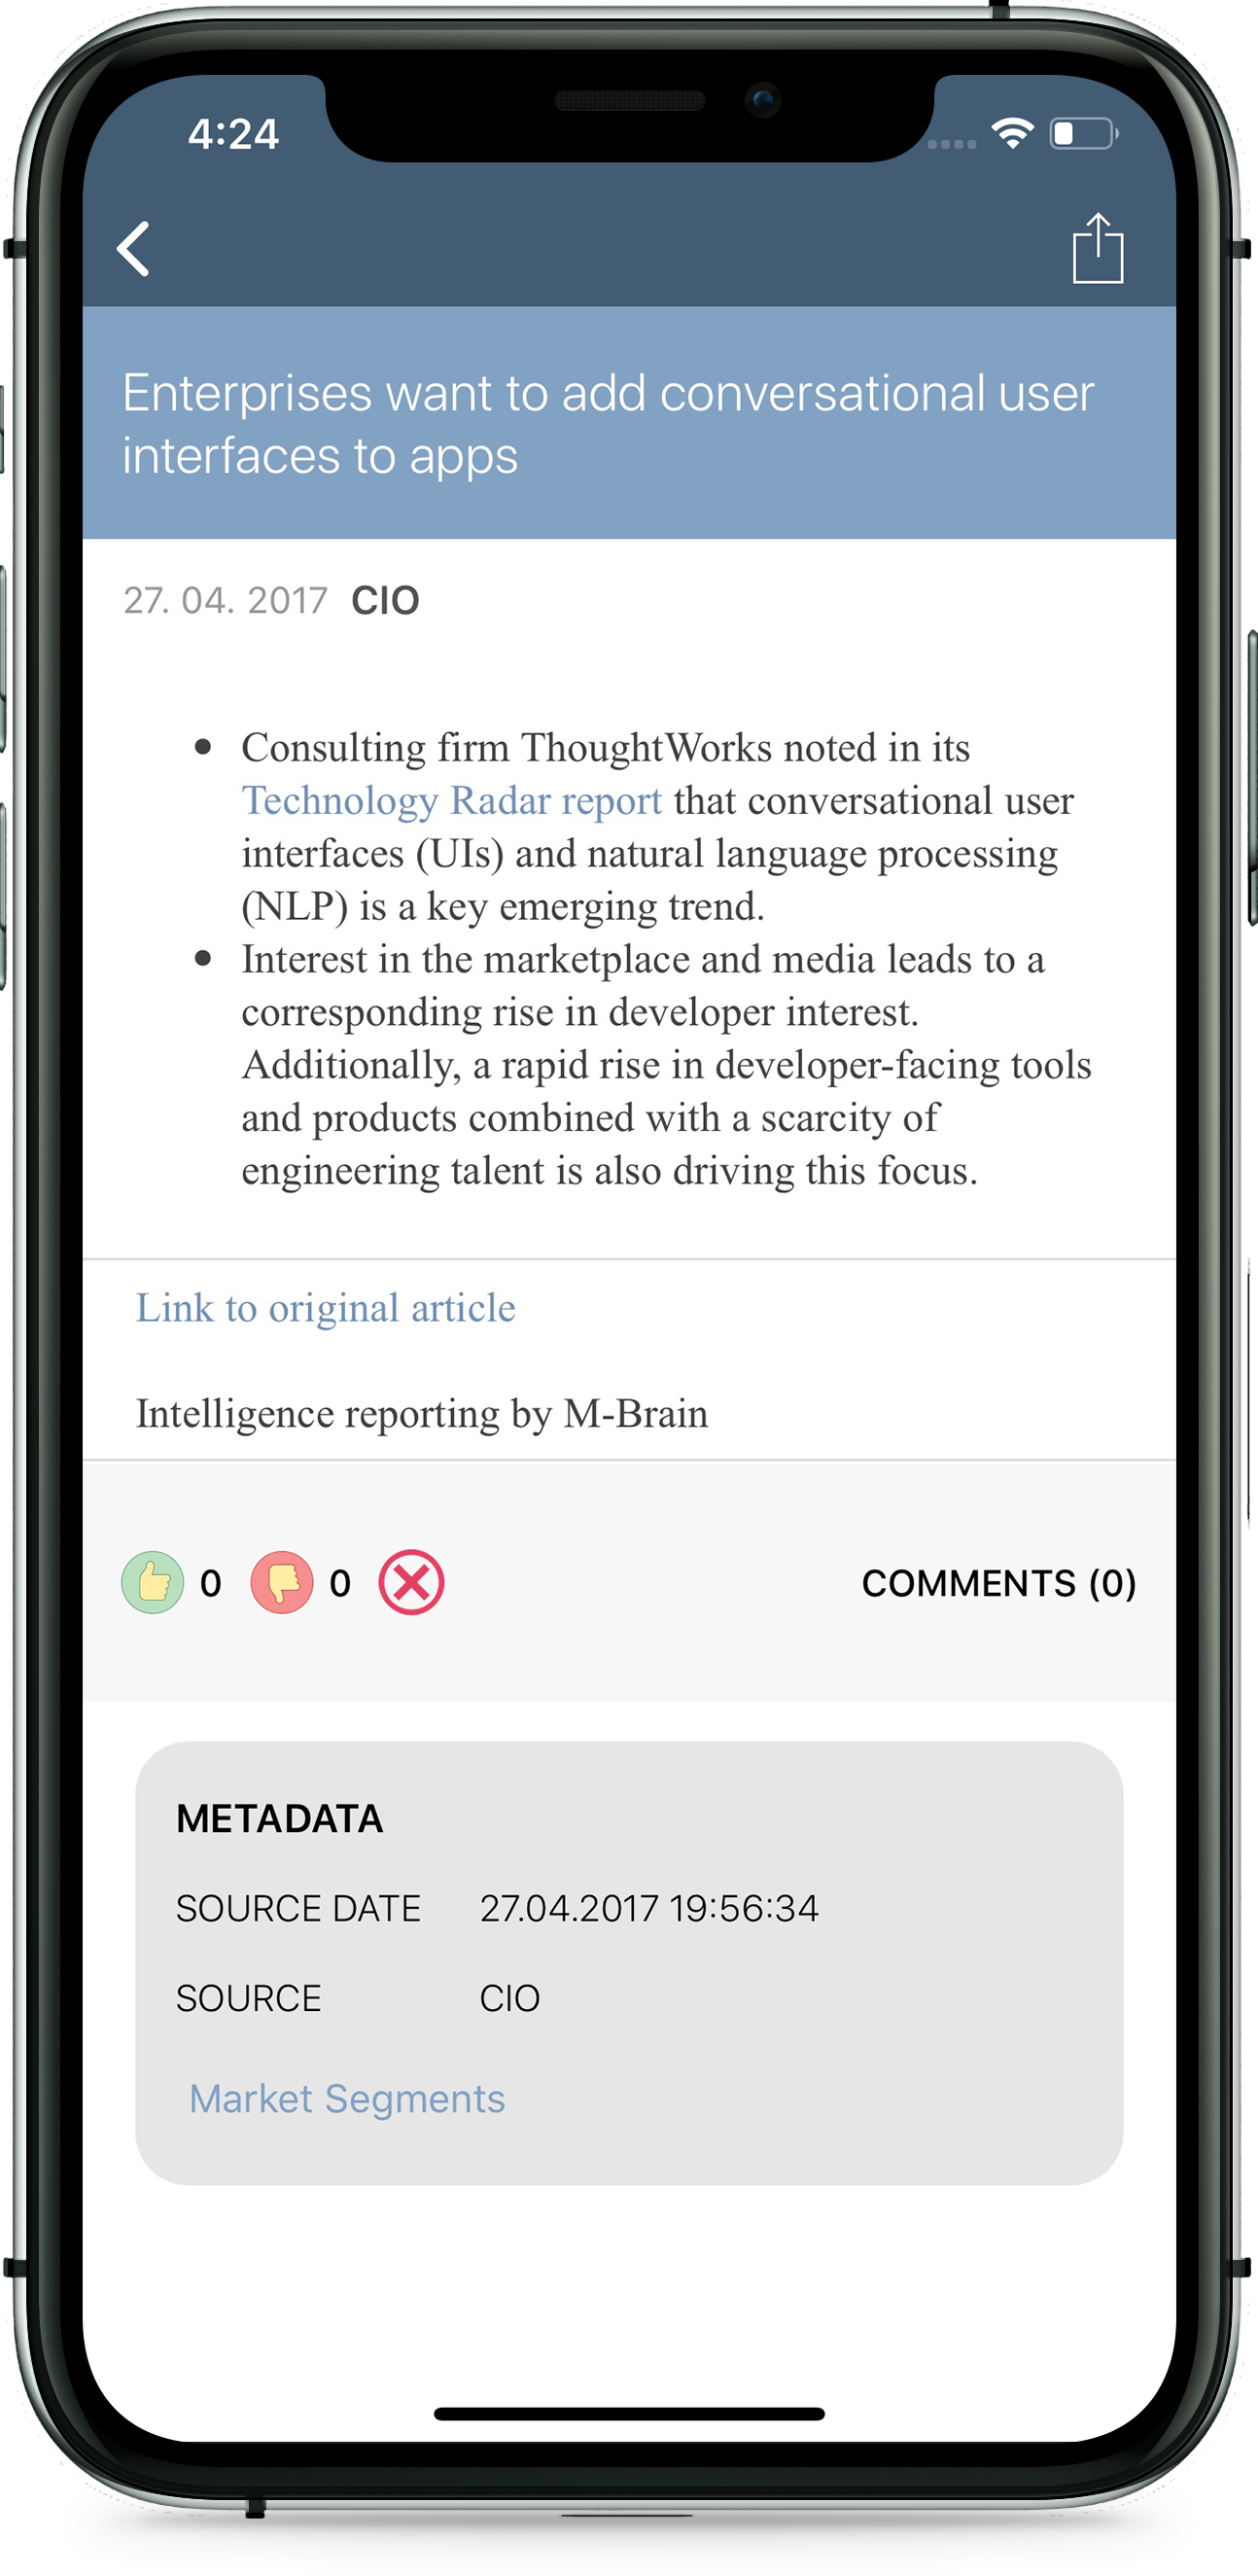 4:24
Enterprises want to add conversational user
interfaces to apps
27. 04. 2017 CIO
• Consulting firm ThoughtWorks noted in its
Technology Radar report that conversational user
interfaces (UIs) and natural language processing
(NLP) is a key emerging trend.
• Interest in the marketplace and media leads to a
corresponding rise in developer interest.
Additionally, a rapid rise in developer-facing tools
and products combined with a scarcity of
engineering talent is also driving this focus.
Link to original article
Intelligence reporting by M-Brain
0 0 COMMENTS (0)
METADATA
SOURCE DATE 27.04.2017 19:56:34
SOURCE CIO
Market Segments